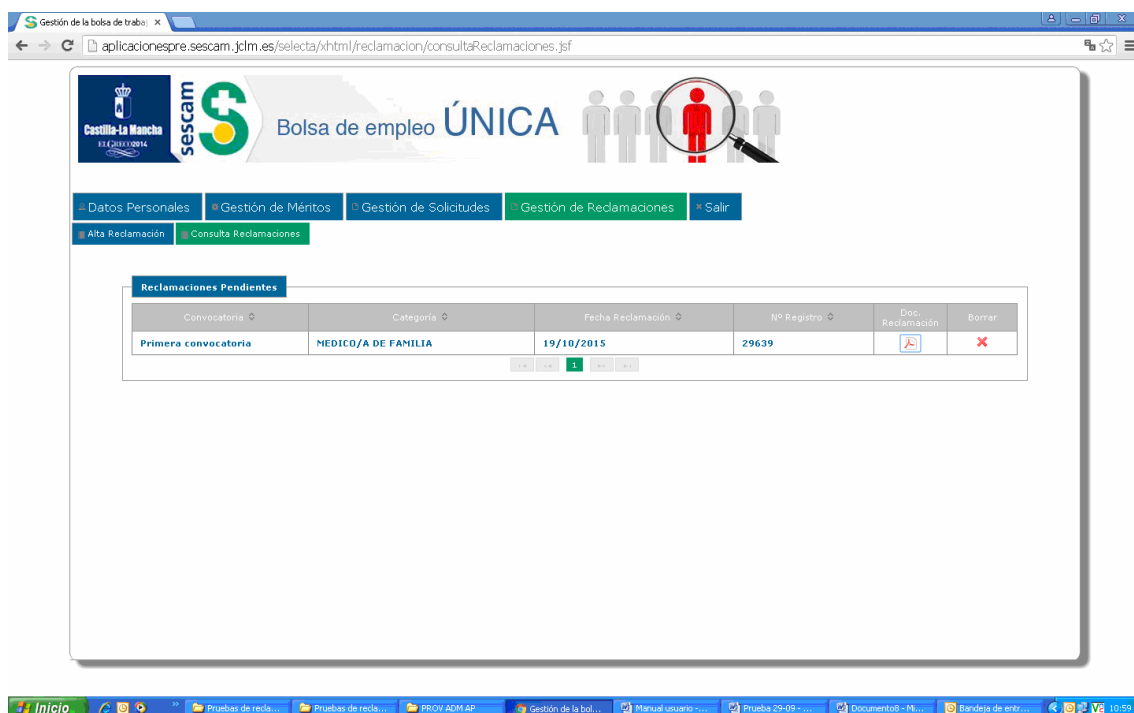 Gestión de la bolsa de traba
aplicacionespre.sescam.jclm.es/selecta/xhtml/reclamacion/consultaReclamaciones.jsf
Castilla-La Mancha
EL GRECO 2014
sescam
Bolsa de empleo ÚNICA
Datos Personales Gestión de Méritos Gestión de Solicitudes Gestión de Reclamaciones Salir
Alta Reclamación Consulta Reclamaciones
Reclamaciones Pendientes
Convocatoria Categoría Fecha Reclamación Nº Registro Doc. Reclamación Borrar
Primera convocatoria MEDICO/A DE FAMILIA 19/10/2015 29639
1
Inicio Pruebas de recla... Pruebas de recla... PROV ADM AP Gestión de la bol... Manual usuario -... Prueba 29-09 - ... Documento8 - Mi... Bandeja de entr... 10:59